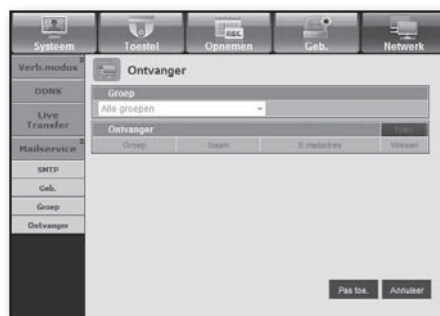 Systeem Toestel Opnemen Geb. Netwerk
Verb.modus
DDNS
Live Transfer
Mailservice
SMTP
Geb.
Groep
Ontvanger
Ontvanger
Groep
Alle groepen
Ontvanger
Groep Naam E-mailadres Wissen
Pas toe. Annuleer